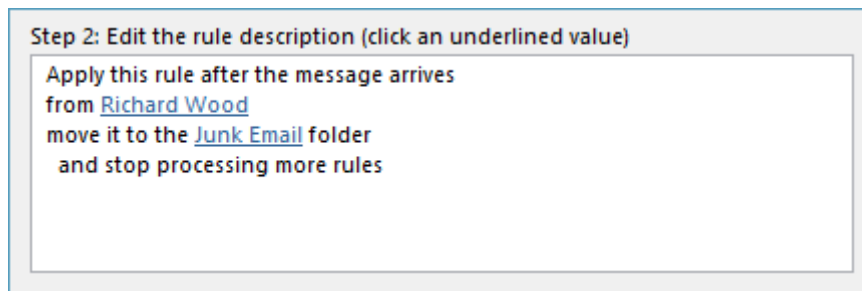 Step 2: Edit the rule description (click an underlined value)
Apply this rule after the message arrives
from Richard Wood
move it to the Junk Email folder
and stop processing more rules